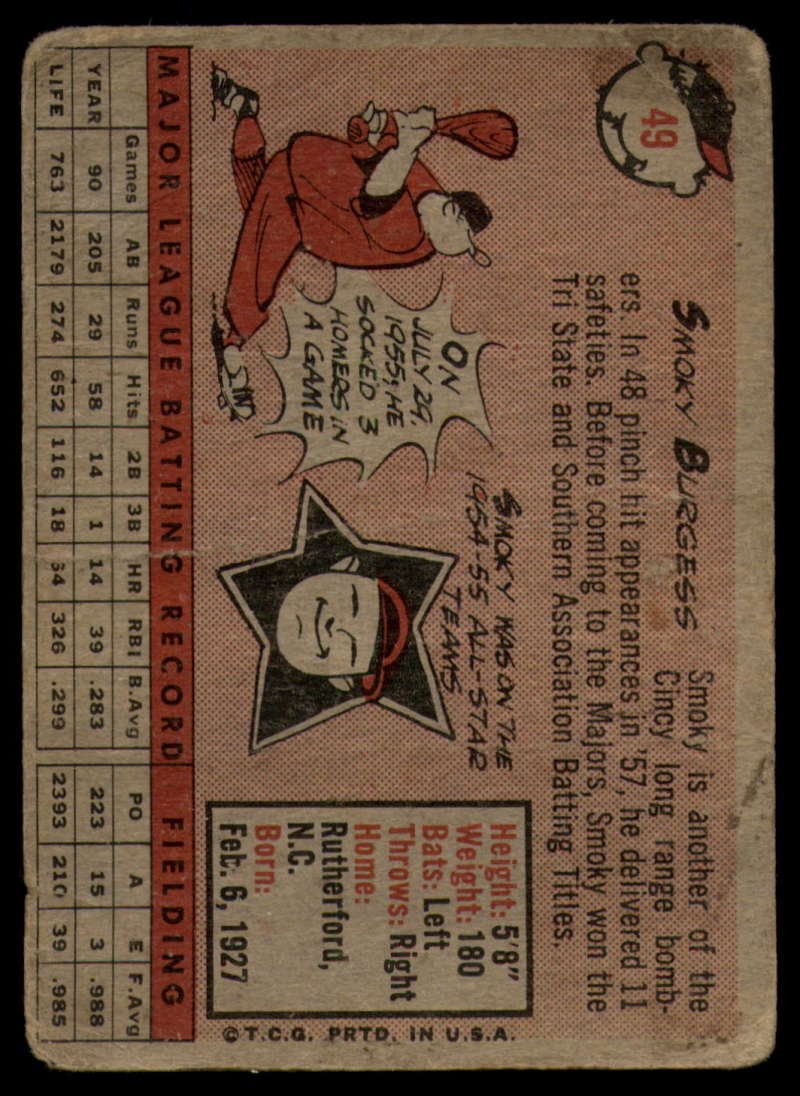 49
SMOKY BURGESS
Smoky is another of the
Cincy long range bomb-
ers. In 48 pinch hit appearances in '57, he delivered 11
safeties. Before coming to the Majors, Smoky won the
Tri State and Southern Association Batting Titles.
ON
JULY 29,
1955, HE
SOCKED 3
HOMERS IN
A GAME
SMOKY WAS ON THE
1954-55 ALL-STAR
TEAMS
Height: 5'8"
Weight: 180
Bats: Left
Throws: Right
Home:
Rutherford,
N.C.
Born:
Feb. 6, 1927
©T.C.G. PRTD. IN U.S.A.
MAJOR LEAGUE BATTING RECORD FIELDING
Games AB Runs Hits 2B 3B HR RBI B.Avg PO A E F.Avg
YEAR 90 205 29 58 14 1 14 39 .283 223 15 3 .988
LIFE 763 2179 274 652 116 18 54 326 .299 2393 210 39 .985